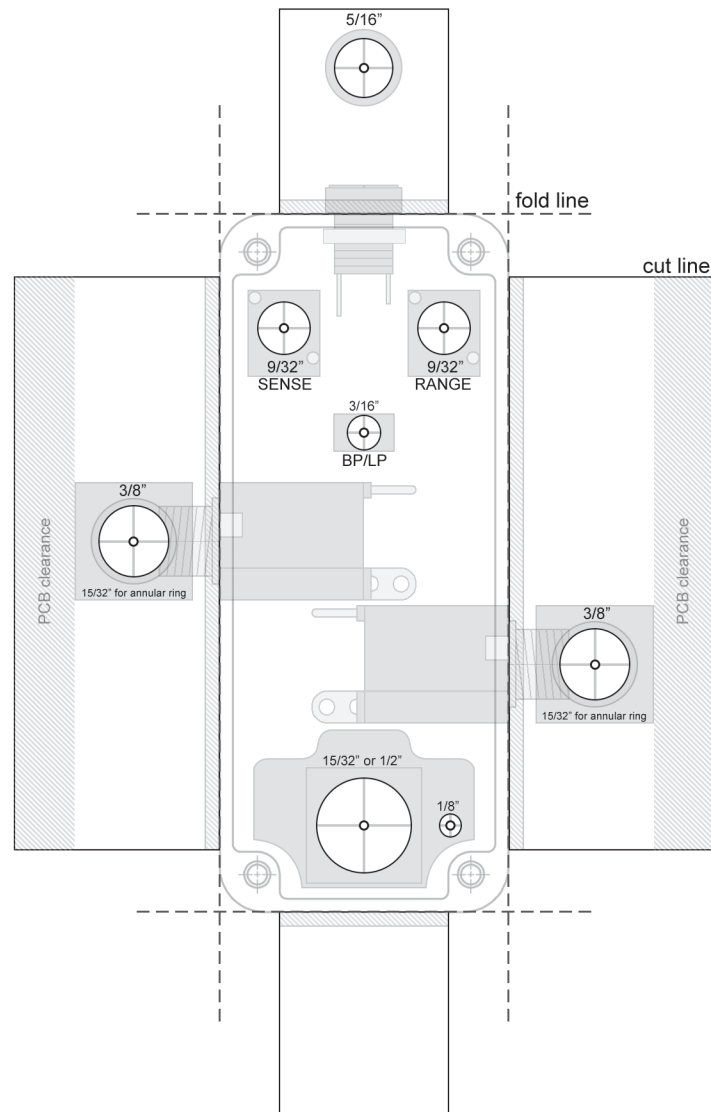 5/16”
fold line
cut line
9/32”
SENSE
9/32”
RANGE
3/16”
BP/LP
3/8”
15/32” for annular ring
PCB clearance
3/8”
15/32” for annular ring
PCB clearance
15/32” or 1/2”
1/8”